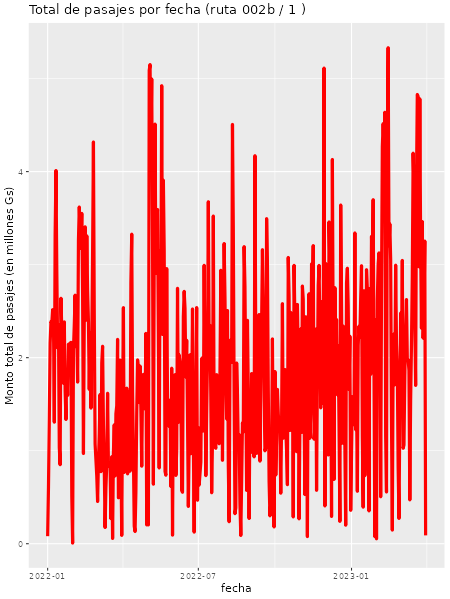 Total de pasajes por fecha (ruta 002b / 1 )
Monto total de pasajes (en millones Gs)
4
2
0
2022-01
2022-07
2023-01
fecha